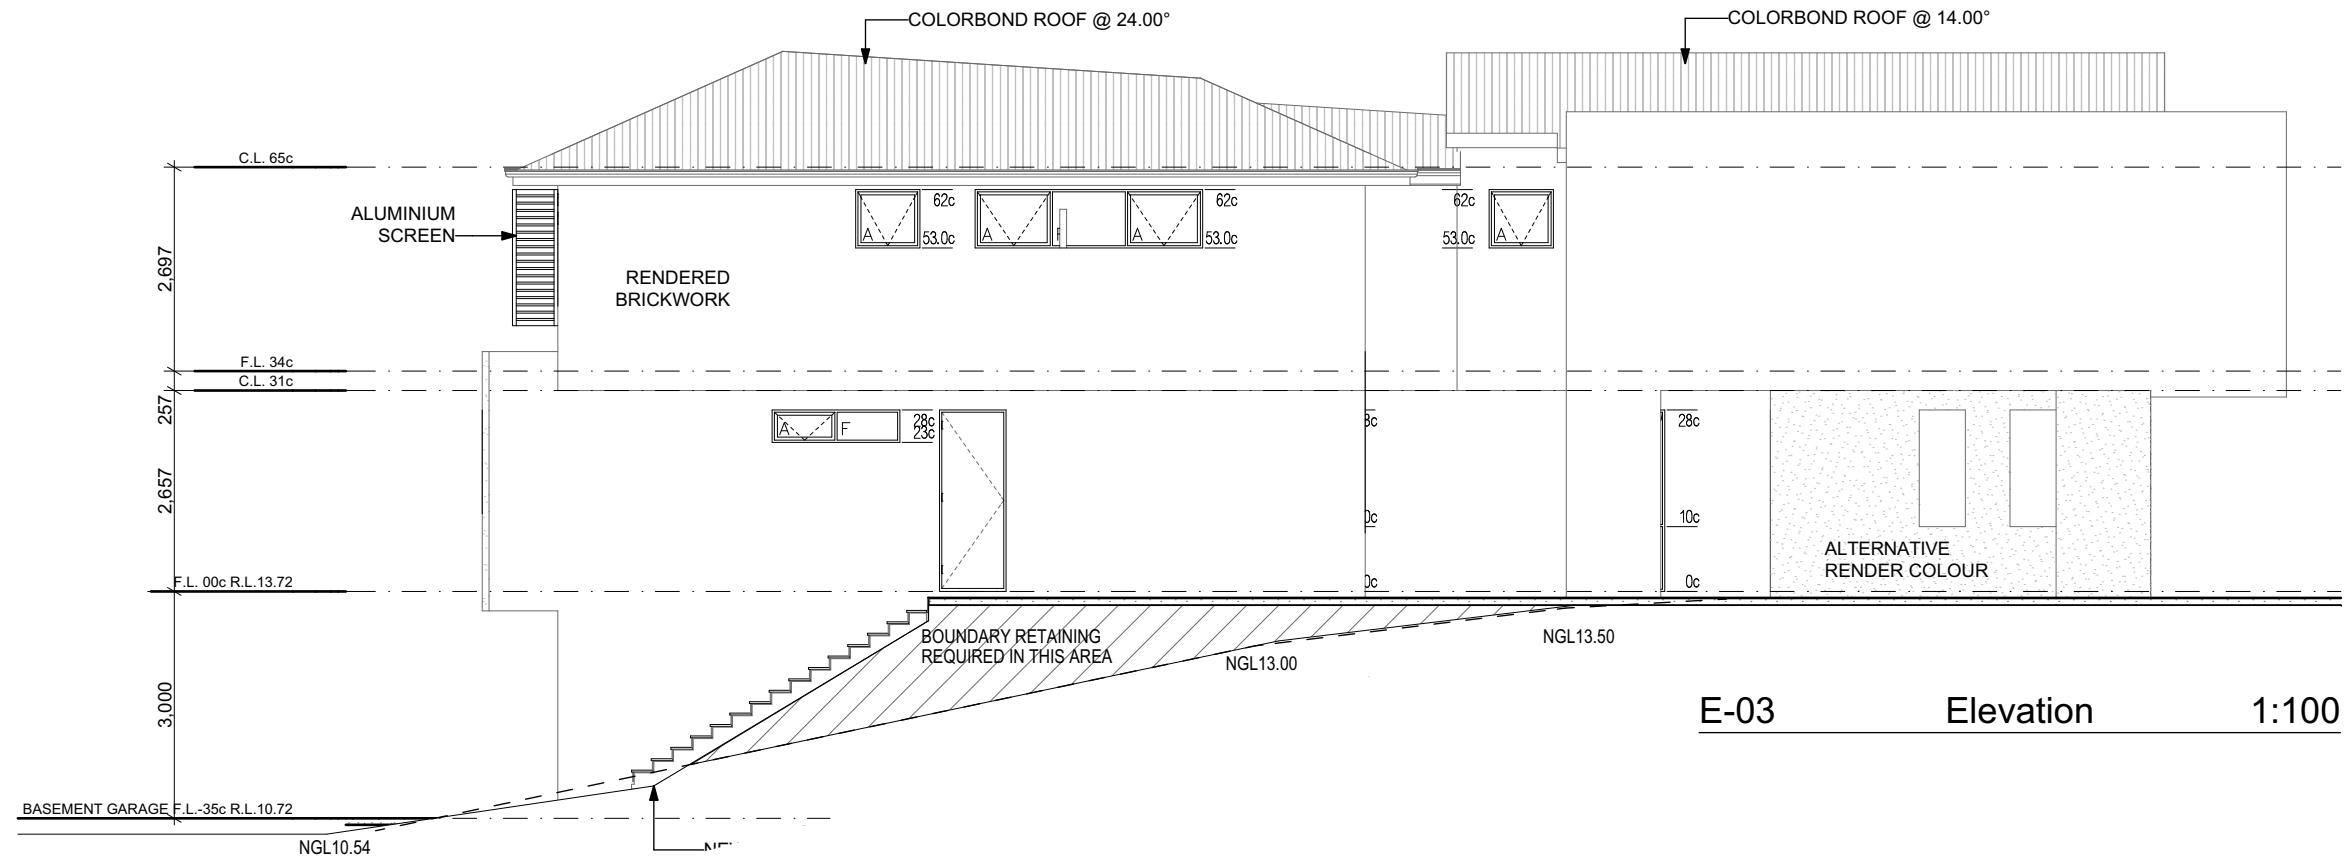 COLORBOND ROOF @ 24.00°
COLORBOND ROOF @ 14.00°
C.L. 65c
ALUMINIUM
SCREEN
62c
62c
62c
A
A
A
A
53.0c
53.0c
53.0c
2,697
RENDERED
BRICKWORK
F.L. 34c
C.L. 31c
257
A
F
28c
23c
28c
2,657
10c
ALTERNATIVE
RENDER COLOUR
F.L. 00c R.L.13.72
0c
BOUNDARY RETAINING
REQUIRED IN THIS AREA
NGL13.50
NGL13.00
3,000
E-03 Elevation 1:100
BASEMENT GARAGE F.L.-35c R.L.10.72
NGL10.54